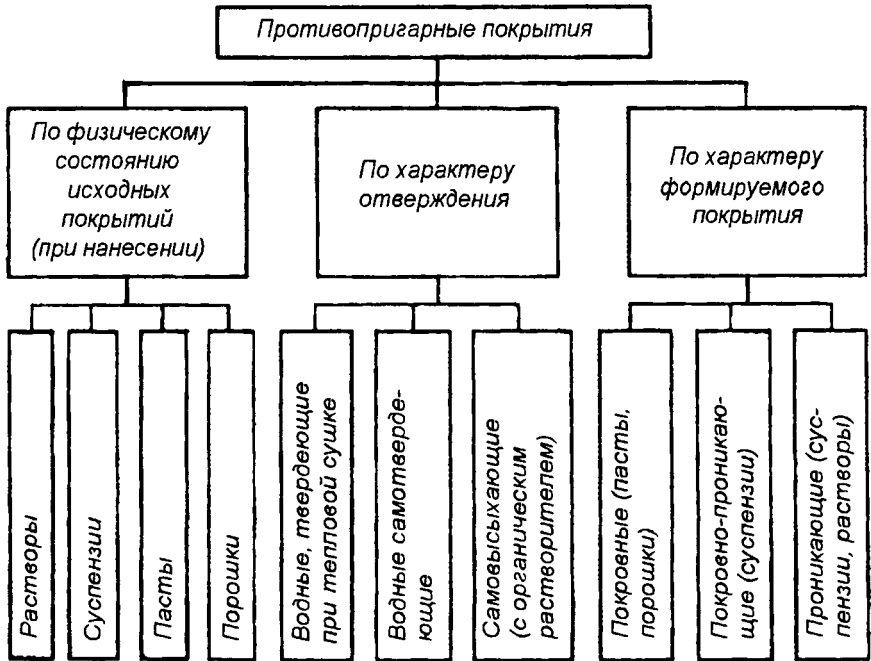 Противопригарные покрытия
По физическому
состоянию
исходных
покрытий
(при нанесении)
По характеру
отверждения
По характеру
формируемого
покрытия
Растворы
Суспензии
Пасты
Порошки
Водные, твердеющие
при тепловой сушке
Водные самотверде-
ющие
Самовысыхающие
(с органическим
растворителем)
Покровные (пасты,
порошки)
Покровно-проникаю-
щие (суспензии)
Проникающие (сус-
пензии, растворы)